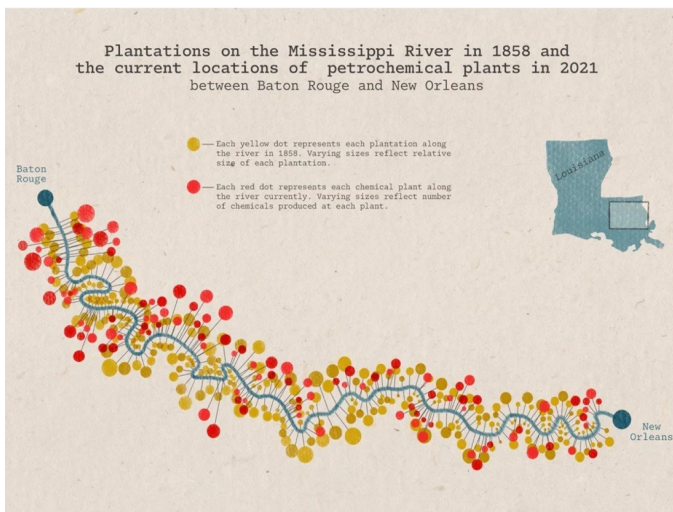 Plantations on the Mississippi River in 1858 and
the current locations of petrochemical plants in 2021
between Baton Rouge and New Orleans
Each yellow dot represents each plantation along
the river in 1858. Varying sizes reflect relative
size of each plantation.
Louisiana
Baton
Rouge
Each red dot represents each chemical plant along
the river currently. Varying sizes reflect number
of chemicals produced at each plant.
New
Orleans